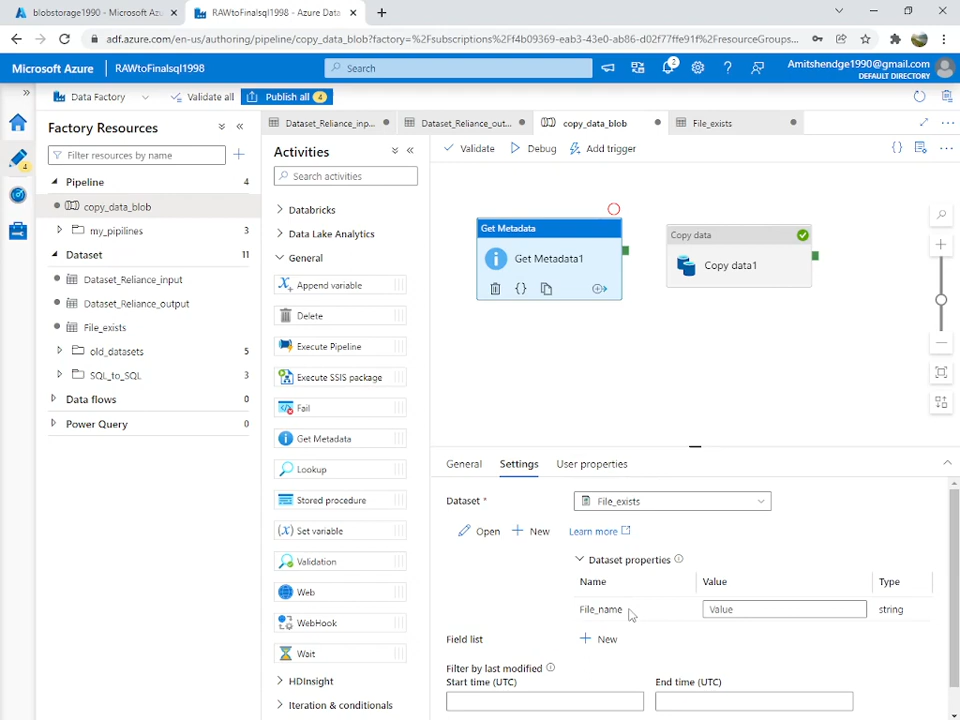 blobstorage1990 - Microsoft Azu
RAWtoFinalsql1998 - Azure Data
adf.azure.com/en-us/authoring/pipeline/copy_data_blob?factory=%2Fsubscriptions%2Ff4b09369-eab3-43e0-ab86-d02f77ffe91f%2FresourceGroups...
Microsoft Azure
RAWtoFinalsql1998
Search
2
Amitshendge1990@gmail.com
DEFAULT DIRECTORY
Data Factory
Validate all
Publish all 4
Factory Resources
Filter resources by name
Pipeline 4
copy_data_blob
my_pipilines 3
Dataset 11
Dataset_Reliance_input
Dataset_Reliance_output
File_exists
old_datasets 5
SQL_to_SQL 3
Data flows 0
Power Query 0
Dataset_Reliance_inp...
Dataset_Reliance_out...
copy_data_blob
File_exists
Activities
Search activities
Databricks
Data Lake Analytics
General
Append variable
Delete
Execute Pipeline
Execute SSIS package
Fail
Get Metadata
Lookup
Stored procedure
Set variable
Validation
Web
WebHook
Wait
HDInsight
Iteration & conditionals
Validate
Debug
Add trigger
Get Metadata
Get Metadata1
Copy data
Copy data1
General
Settings
User properties
Dataset *
File_exists
Open
New
Learn more
Dataset properties
Name Value Type
File_name Value string
Field list
New
Filter by last modified
Start time (UTC) End time (UTC)